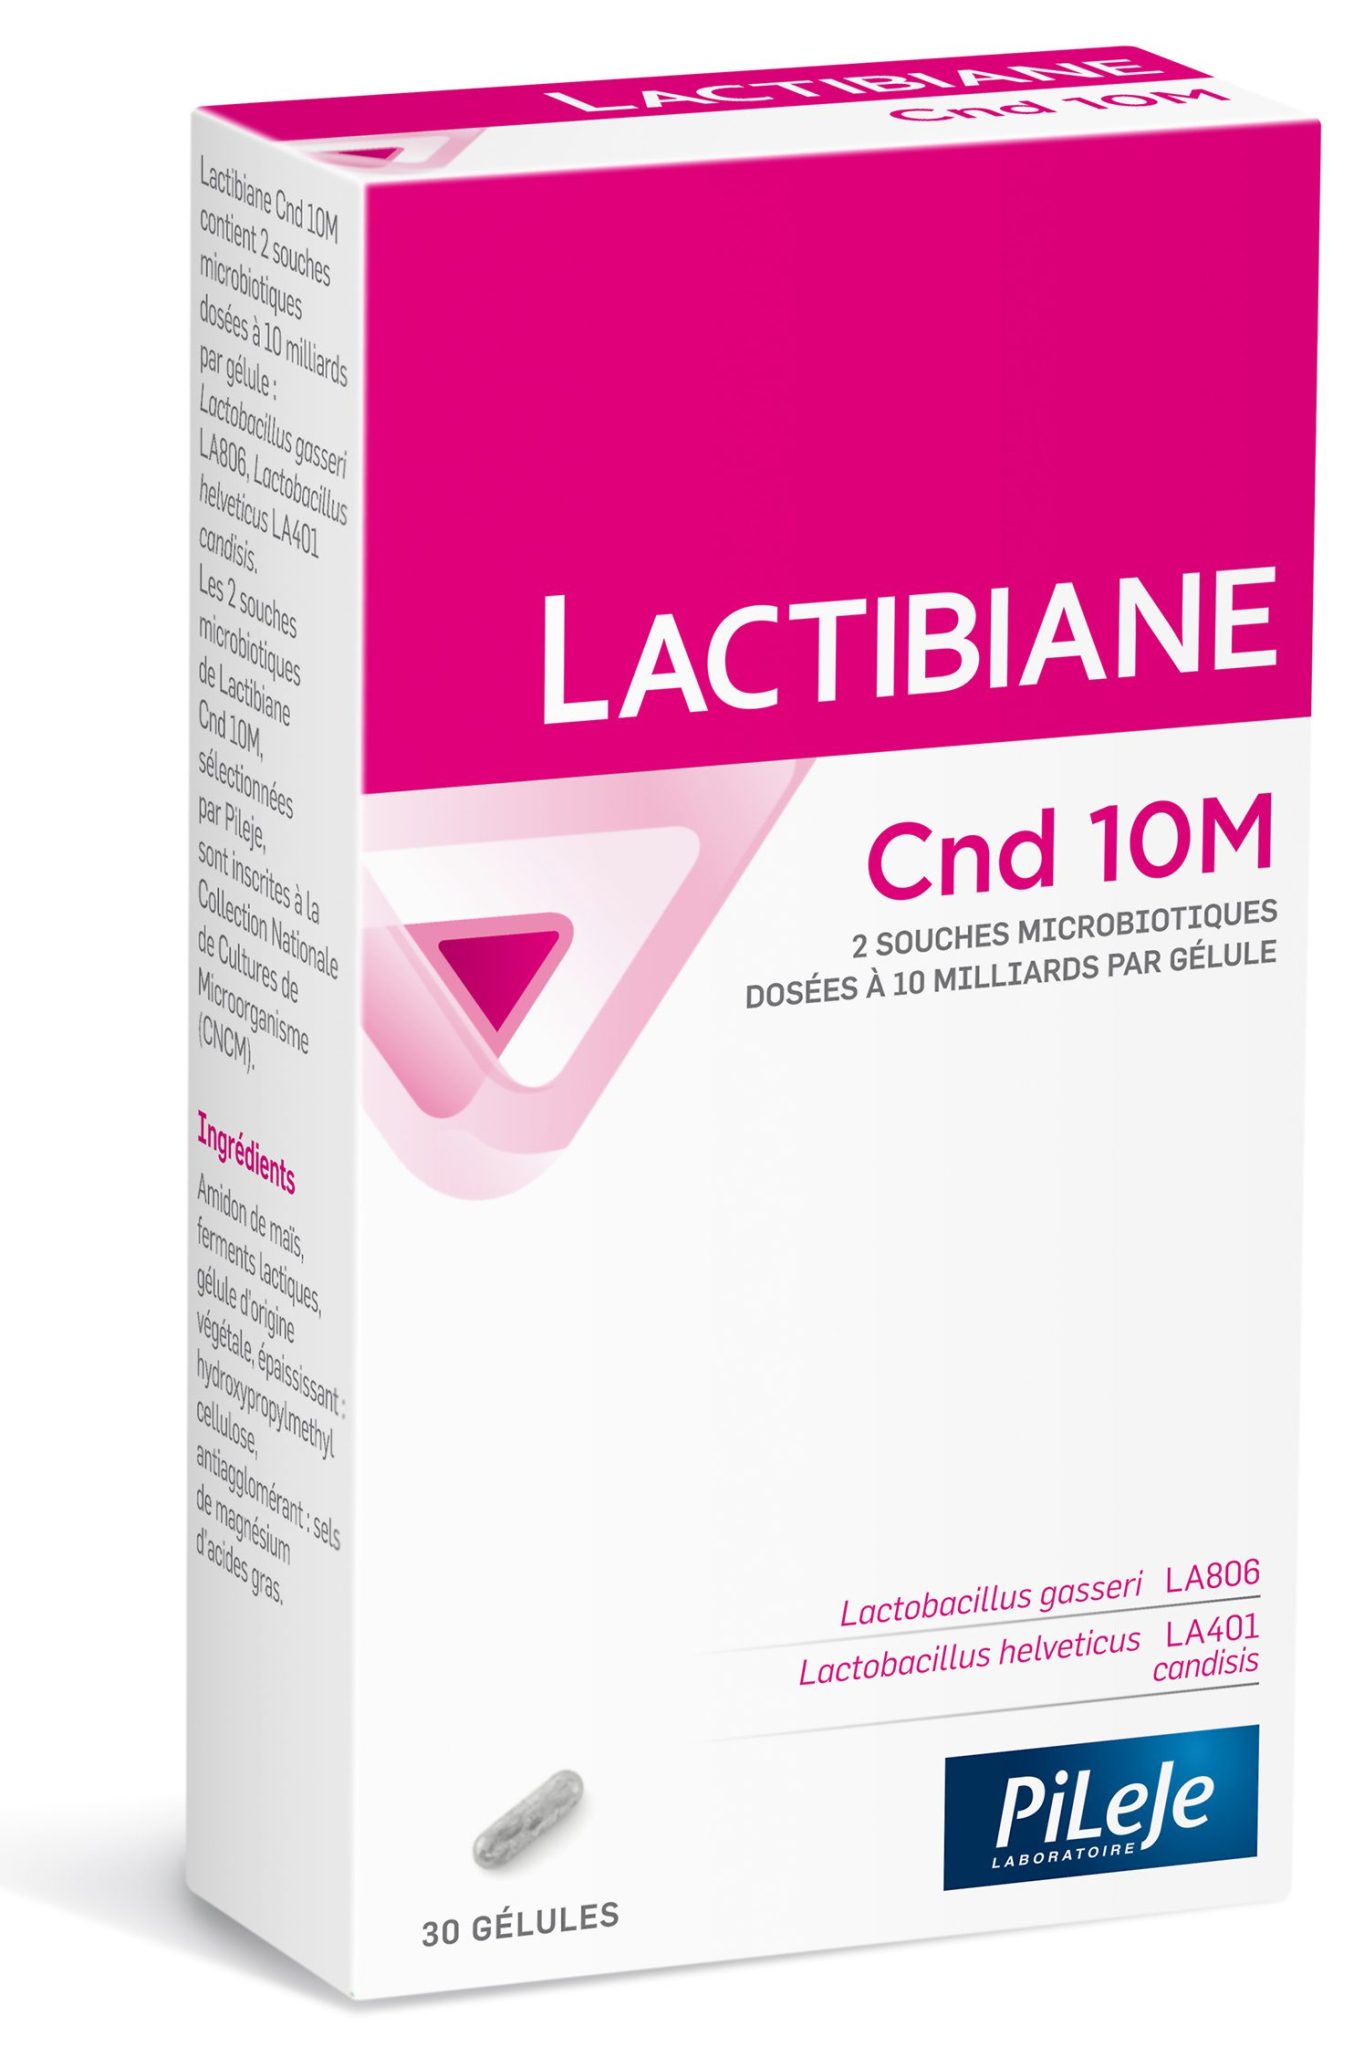 LACTIBIANE
Cnd 10M
Lactibiane Cnd 10M
contient 2 souches
microbiotiques
dosées à 10 milliards
par gélule :
Lactobacillus gasseri
LA806, Lactobacillus
helveticus LA401
candisis.
Les 2 souches
microbiotiques
de Lactibiane
Cnd 10M,
sélectionnées
par Pileje,
sont inscrites à la
Collection Nationale
de Cultures de
Microorganisme
(CNCM).
Ingrédients
Amidon de maïs,
ferments lactiques,
gélule d'origine
végétale, épaississant :
hydroxypropylmethyl
cellulose,
antiagglomérant : sels
de magnésium
d'acides gras.
LACTIBIANE
Cnd 10M
2 SOUCHES MICROBIOTIQUES
DOSÉES À 10 MILLIARDS PAR GÉLULE
Lactobacillus gasseri LA806
Lactobacillus helveticus LA401
candisis
PiLeJe
LABORATOIRE
30 GÉLULES